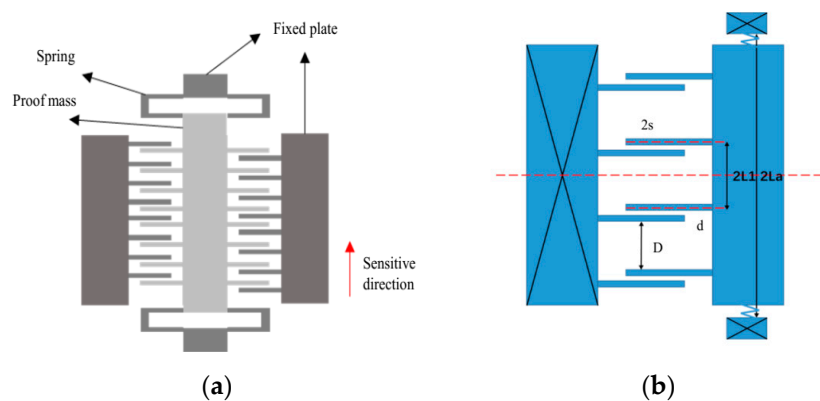 Fixed plate
Spring
Proof mass
Sensitive
direction
(a)
2s
2L1 2La
d
D
(b)